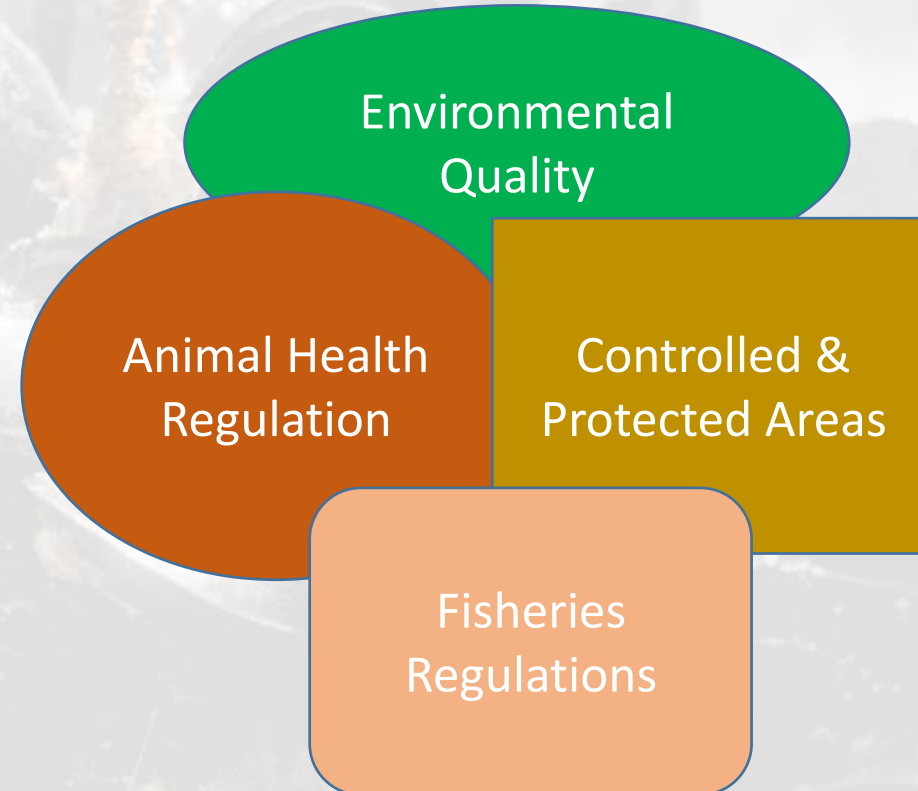 Environmental
Quality
Animal Health
Regulation
Controlled &
Protected Areas
Fisheries
Regulations